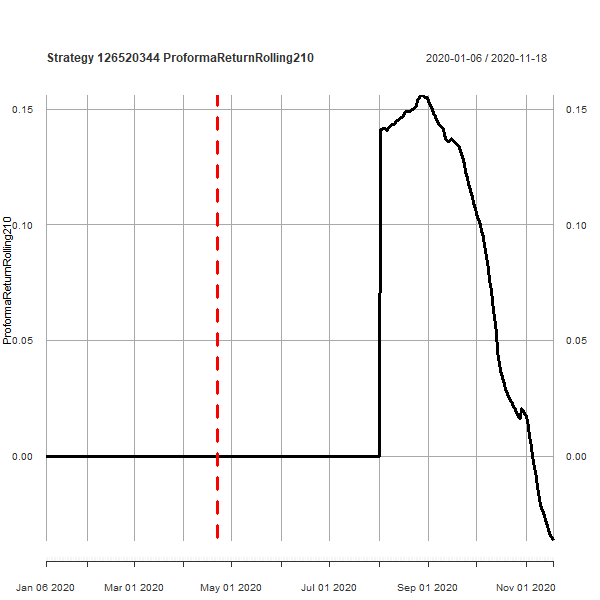 Strategy 126520344 ProformaReturnRolling210
2020-01-06 / 2020-11-18
ProformaReturnRolling210
0.15
0.15
0.10
0.10
0.05
0.05
0.00
0.00
Jan 06 2020
Mar 01 2020
May 01 2020
Jul 01 2020
Sep 01 2020
Nov 01 2020